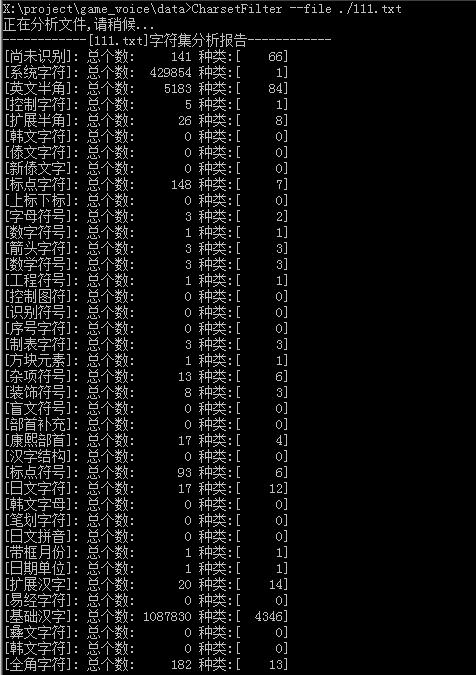 X:\project\game_voice\data>CharsetFilter --file ./111.txt
正在分析文件,请稍候...
------------[111.txt]字符集分析报告------------
[尚未识别]: 总个数:     141 种类:[    66]
[系统字符]: 总个数:  429854 种类:[     1]
[英文半角]: 总个数:    5183 种类:[    84]
[控制字符]: 总个数:       5 种类:[     1]
[扩展半角]: 总个数:      26 种类:[     8]
[韩文字符]: 总个数:       0 种类:[     0]
[傣文字符]: 总个数:       0 种类:[     0]
[新傣文字]: 总个数:       0 种类:[     0]
[标点字符]: 总个数:     148 种类:[     7]
[上标下标]: 总个数:       0 种类:[     0]
[字母符号]: 总个数:       3 种类:[     2]
[数字符号]: 总个数:       1 种类:[     1]
[箭头字符]: 总个数:       3 种类:[     3]
[数学符号]: 总个数:       3 种类:[     3]
[工程符号]: 总个数:       1 种类:[     1]
[控制图符]: 总个数:       0 种类:[     0]
[识别符号]: 总个数:       0 种类:[     0]
[序号字符]: 总个数:       0 种类:[     0]
[制表字符]: 总个数:       3 种类:[     3]
[方块元素]: 总个数:       1 种类:[     1]
[杂项符号]: 总个数:      13 种类:[     6]
[装饰符号]: 总个数:       8 种类:[     3]
[盲文符号]: 总个数:       0 种类:[     0]
[部首补充]: 总个数:       0 种类:[     0]
[康熙部首]: 总个数:      17 种类:[     4]
[汉字结构]: 总个数:       0 种类:[     0]
[标点符号]: 总个数:      93 种类:[     6]
[日文字符]: 总个数:      17 种类:[    12]
[韩文字母]: 总个数:       0 种类:[     0]
[笔划字符]: 总个数:       0 种类:[     0]
[日文拼音]: 总个数:       0 种类:[     0]
[带框月份]: 总个数:       1 种类:[     1]
[日期单位]: 总个数:       1 种类:[     1]
[扩展汉字]: 总个数:      20 种类:[    14]
[易经字符]: 总个数:       0 种类:[     0]
[基础汉字]: 总个数: 1087830 种类:[  4346]
[彝文字符]: 总个数:       0 种类:[     0]
[韩文字符]: 总个数:       0 种类:[     0]
[全角字符]: 总个数:     182 种类:[    13]